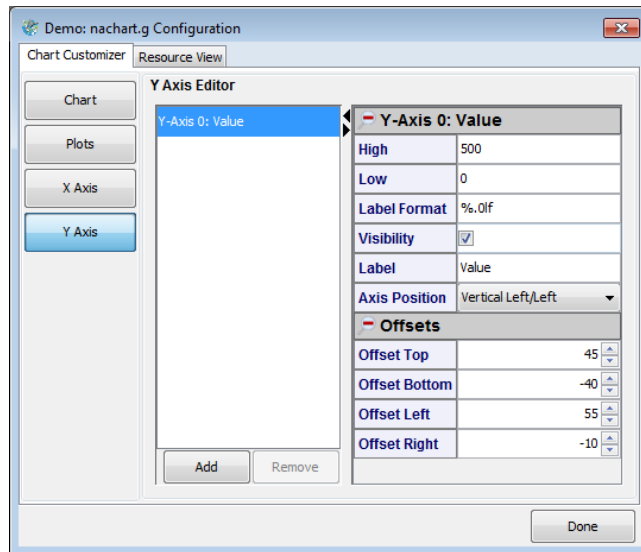 Demo: nachart.g Configuration
Chart Customizer Resource View
Y Axis Editor
Chart
Plots
X Axis
Y Axis
Y-Axis 0: Value
Add Remove
Y-Axis 0: Value
High 500
Low 0
Label Format %.0lf
Visibility
Label Value
Axis Position Vertical Left/Left
Offsets
Offset Top 45
Offset Bottom -40
Offset Left 55
Offset Right -10
Done